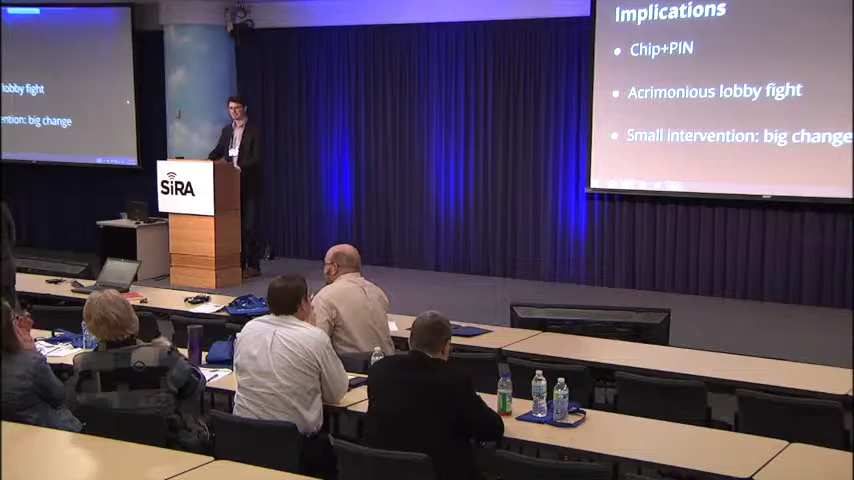 lobby fight
ention: big change
SiRA
Implications
• Chip+PIN
• Acrimonious lobby fight
• Small intervention: big change